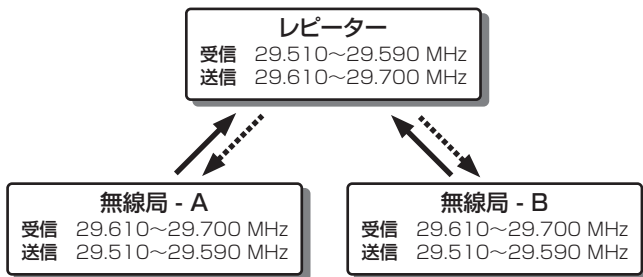 レピーター
受信 29.510～29.590 MHz
送信 29.610～29.700 MHz
無線局 - A
受信 29.610～29.700 MHz
送信 29.510～29.590 MHz
無線局 - B
受信 29.610～29.700 MHz
送信 29.510～29.590 MHz